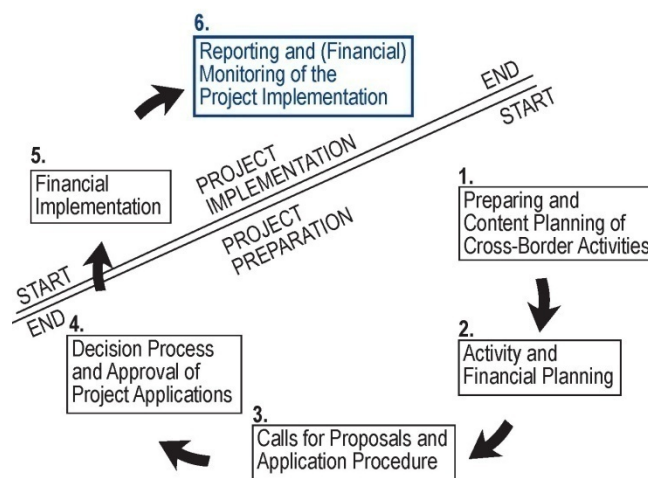 6.
Reporting and (Financial)
Monitoring of the
Project Implementation
END
START
5.
Financial
Implementation
PROJECT
IMPLEMENTATION
PROJECT
PREPARATION
1.
Preparing and
Content Planning of
Cross-Border Activities
START
END
4.
Decision Process
and Approval of
Project Applications
2.
Activity and
Financial Planning
3.
Calls for Proposals and
Application Procedure